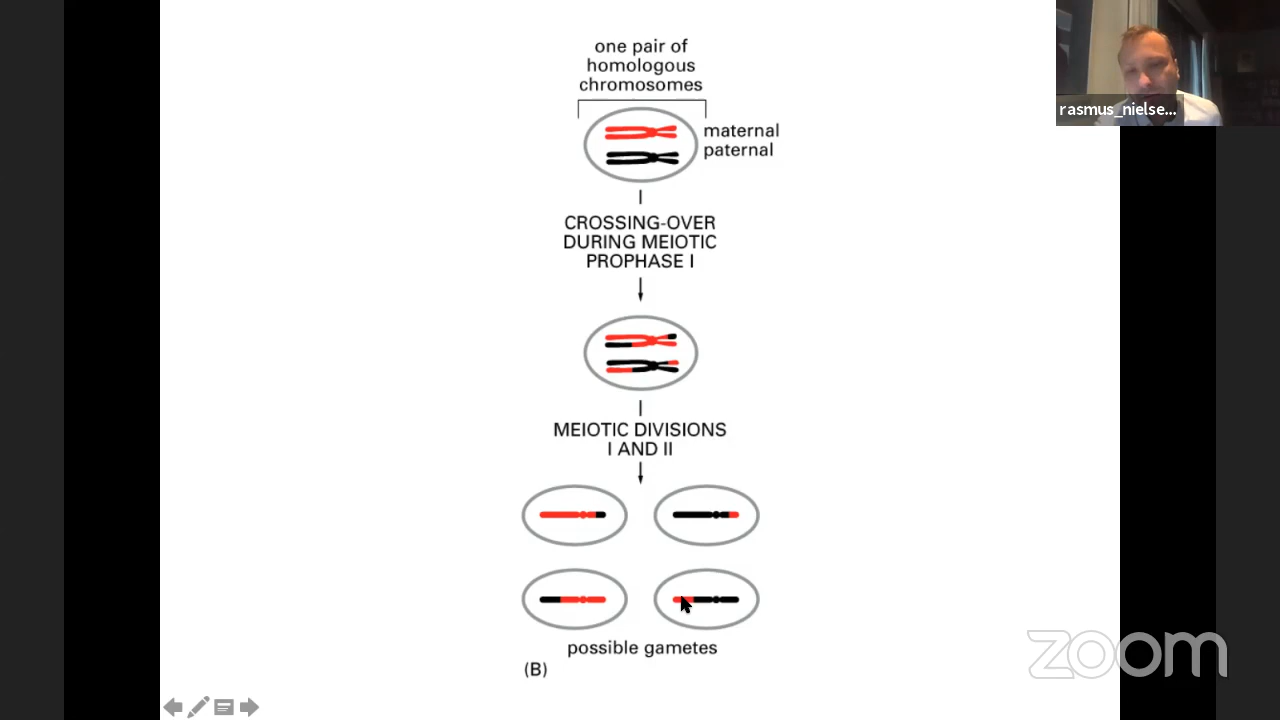 one pair of
homologous
chromosomes
maternal
paternal
CROSSING-OVER
DURING MEIOTIC
PROPHASE I
MEIOTIC DIVISIONS
I AND II
possible gametes
(B)
rasmus_nielse...
zoom